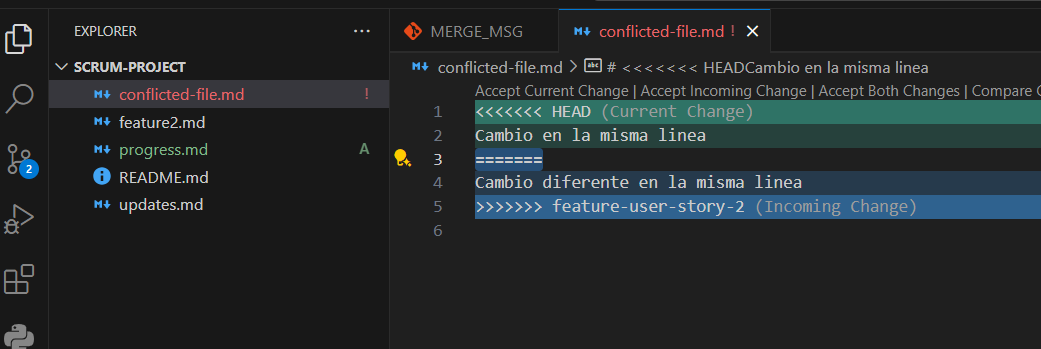 EXPLORER
···
SCRUM-PROJECT
conflicted-file.md !
feature2.md
progress.md A
README.md
updates.md
2
MERGE_MSG
conflicted-file.md !
conflicted-file.md > abc # <<<<<<< HEADCambio en la misma linea
Accept Current Change | Accept Incoming Change | Accept Both Changes | Compare C
1 <<<<<<< HEAD (Current Change)
2 Cambio en la misma linea
3 =======
4 Cambio diferente en la misma linea
5 >>>>>>> feature-user-story-2 (Incoming Change)
6